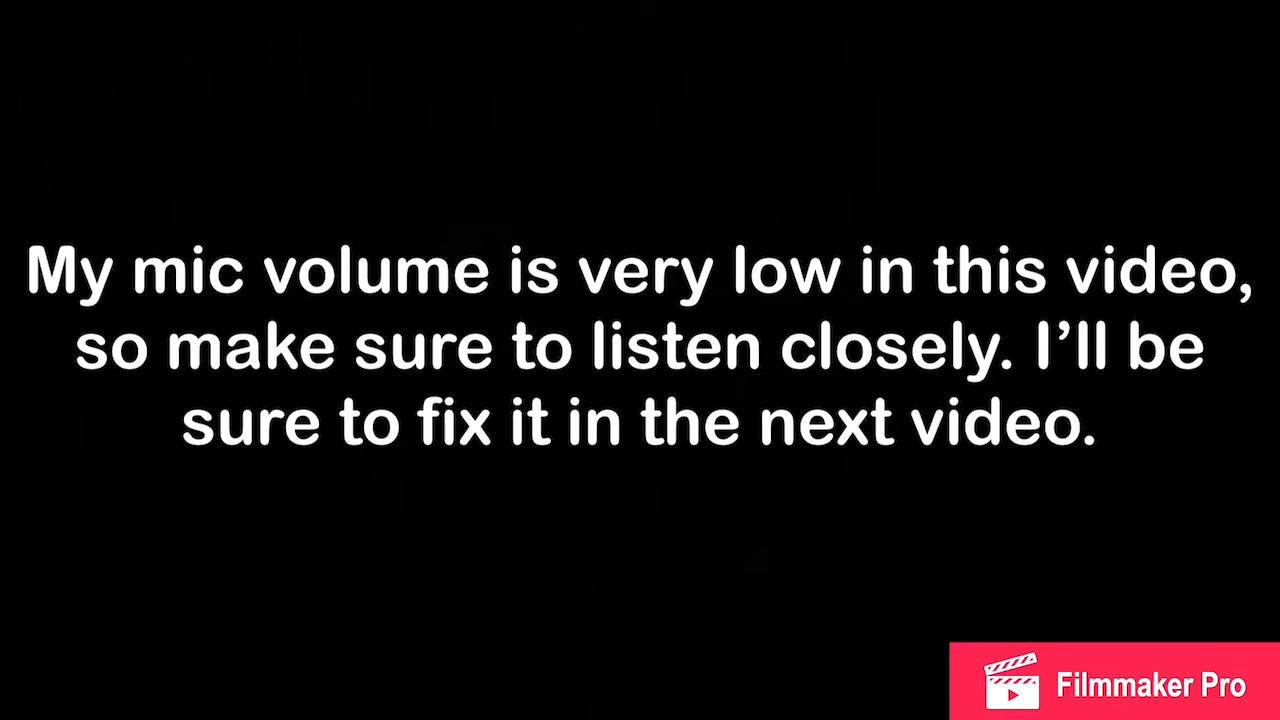 My mic volume is very low in this video,
so make sure to listen closely. I’ll be
sure to fix it in the next video.
Filmmaker Pro